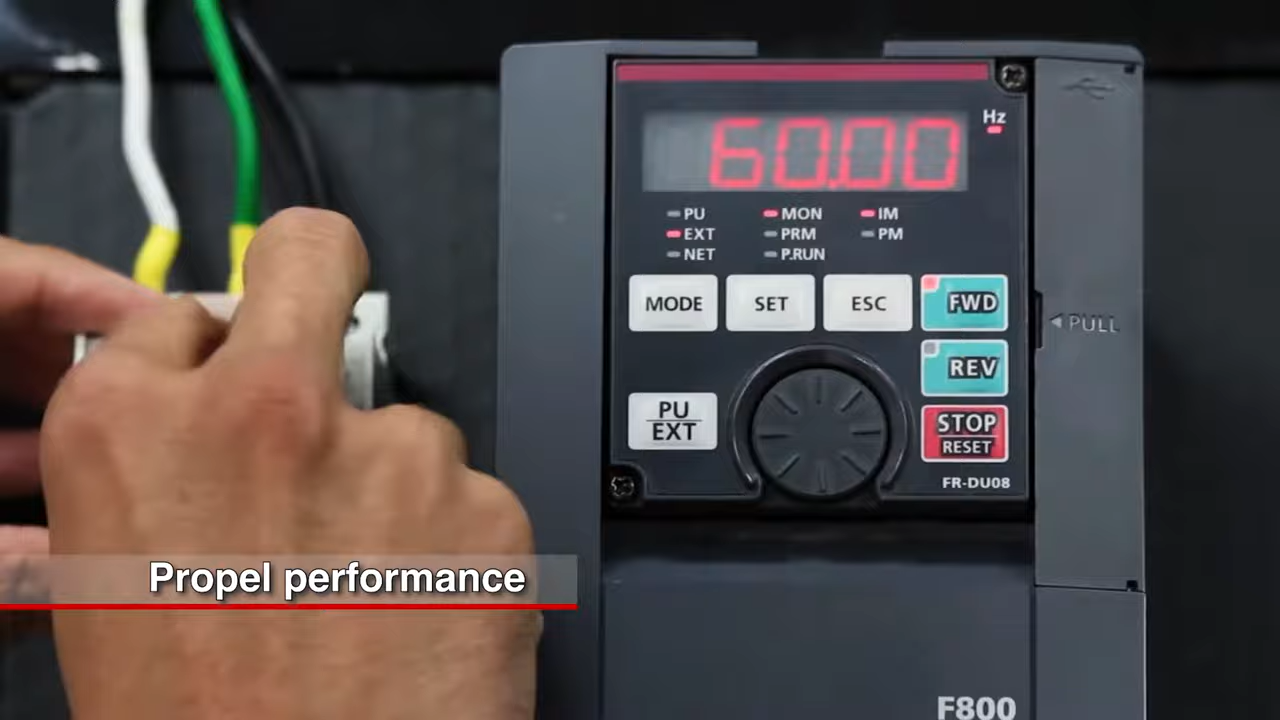 60.00
Hz
PU MON IM
EXT PRM PM
NET P.RUN
MODE SET ESC FWD
REV
PU
EXT
STOP
RESET
FR-DU08
PULL
Propel performance
F800